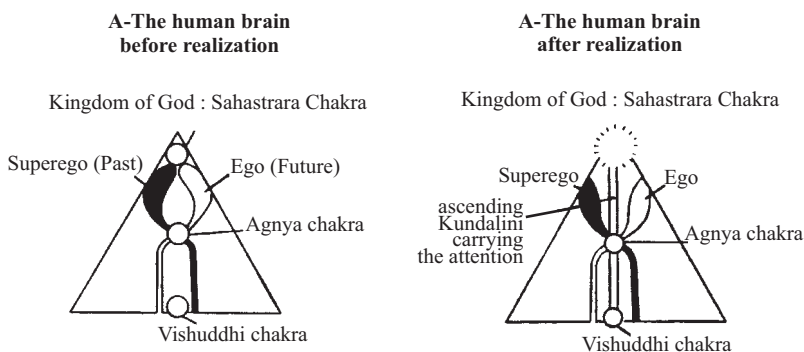 A-The human brain
before realization
Kingdom of God : Sahastrara Chakra
Superego (Past)
Ego (Future)
Agnya chakra
Vishuddhi chakra
A-The human brain
after realization
Kingdom of God : Sahastrara Chakra
Superego
Ego
ascending
Kundalini
carrying
the attention
Agnya chakra
Vishuddhi chakra